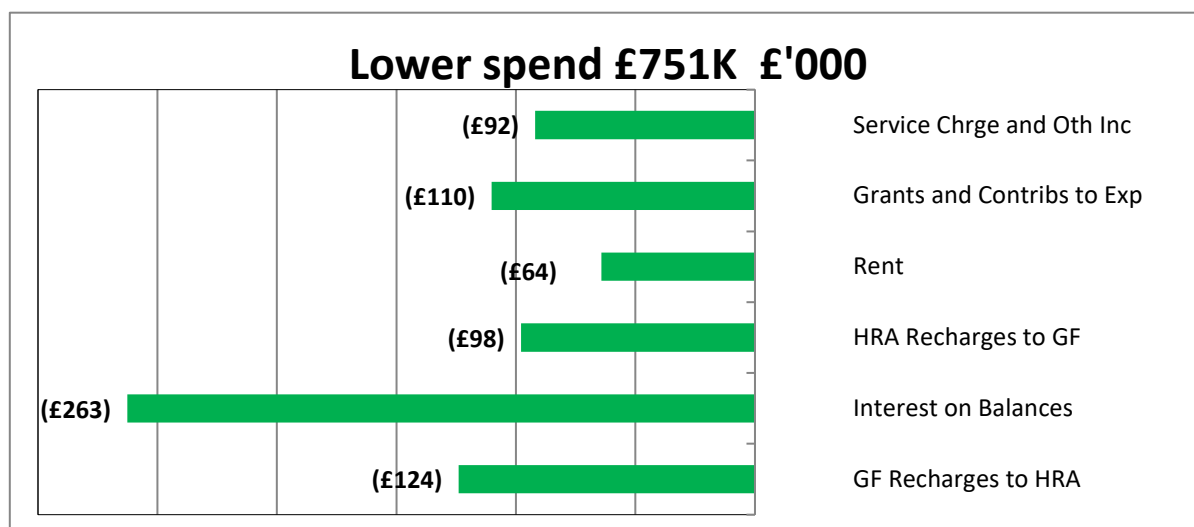 Lower spend £751K £'000
(£92) Service Chrge and Oth Inc
(£110) Grants and Contribs to Exp
(£64) Rent
(£98) HRA Recharges to GF
(£263) Interest on Balances
(£124) GF Recharges to HRA